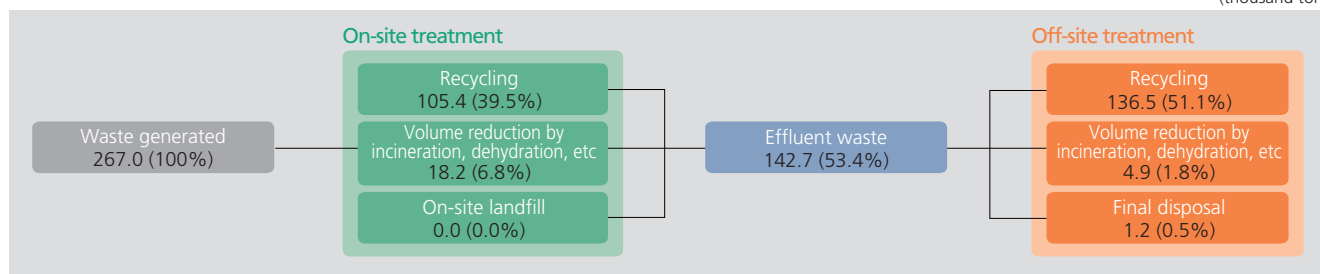 (thousand ton
On-site treatment
Off-site treatment
Recycling
105.4 (39.5%)
Recycling
136.5 (51.1%)
Waste generated
267.0 (100%)
Volume reduction by
incineration, dehydration, etc
18.2 (6.8%)
Effluent waste
142.7 (53.4%)
Volume reduction by
incineration, dehydration, etc
4.9 (1.8%)
On-site landfill
0.0 (0.0%)
Final disposal
1.2 (0.5%)